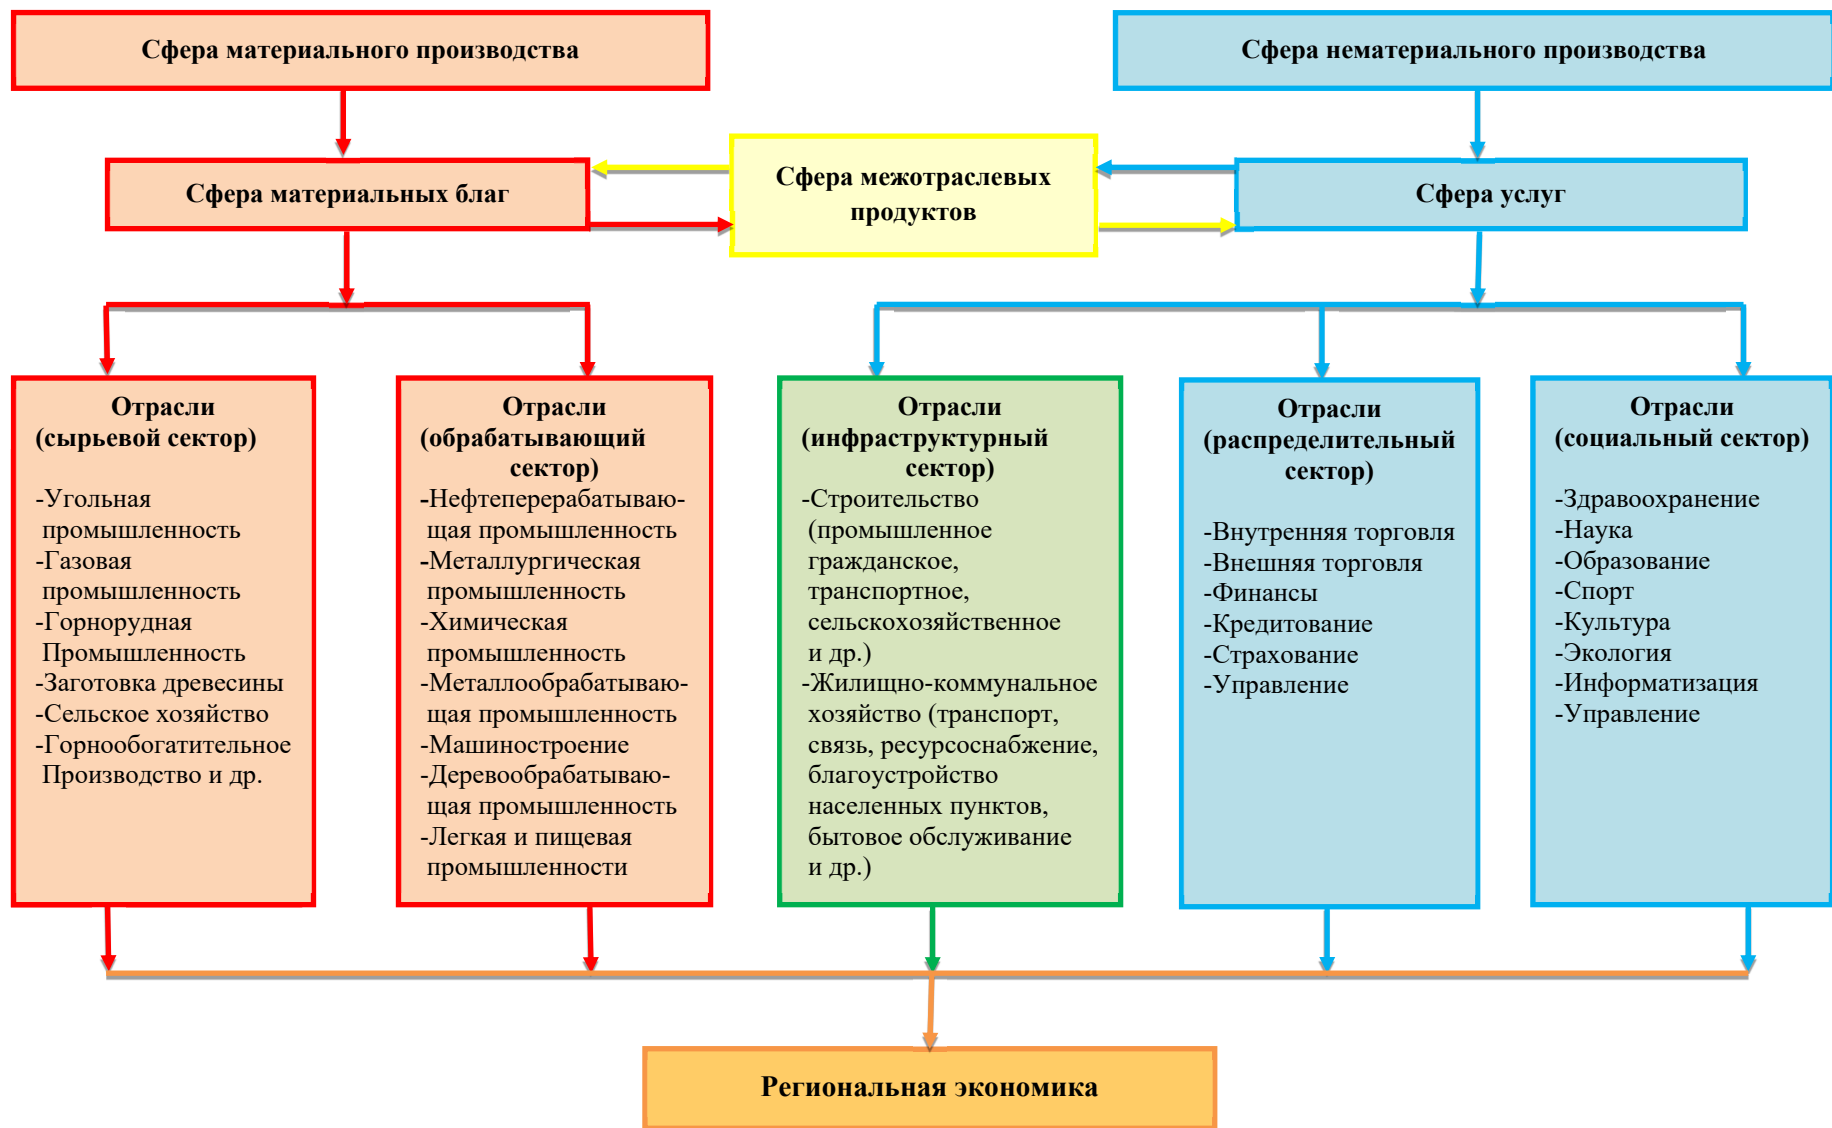 Сфера материального производства
Сфера нематериального производства
Сфера материальных благ
Сфера межотраслевых
продуктов
Сфера услуг
Отрасли
(сырьевой сектор)
-Угольная
промышленность
-Газовая
промышленность
-Горнорудная
Промышленность
-Заготовка древесины
-Сельское хозяйство
-Горнообогатительное
Производство и др.
Отрасли
(обрабатывающий
сектор)
-Нефтеперерабатываю-
щая промышленность
-Металлургическая
промышленность
-Химическая
промышленность
-Металлообрабатываю-
щая промышленность
-Машиностроение
-Деревообрабатываю-
щая промышленность
-Легкая и пищевая
промышленности
Отрасли
(инфраструктурный
сектор)
-Строительство
(промышленное
гражданское,
транспортное,
сельскохозяйственное
и др.)
-Жилищно-коммунальное
хозяйство (транспорт,
связь, ресурсоснабжение,
благоустройство
населенных пунктов,
бытовое обслуживание
и др.)
Отрасли
(распределительный
сектор)
-Внутренняя торговля
-Внешняя торговля
-Финансы
-Кредитование
-Страхование
-Управление
Отрасли
(социальный сектор)
-Здравоохранение
-Наука
-Образование
-Спорт
-Культура
-Экология
-Информатизация
-Управление
Региональная экономика